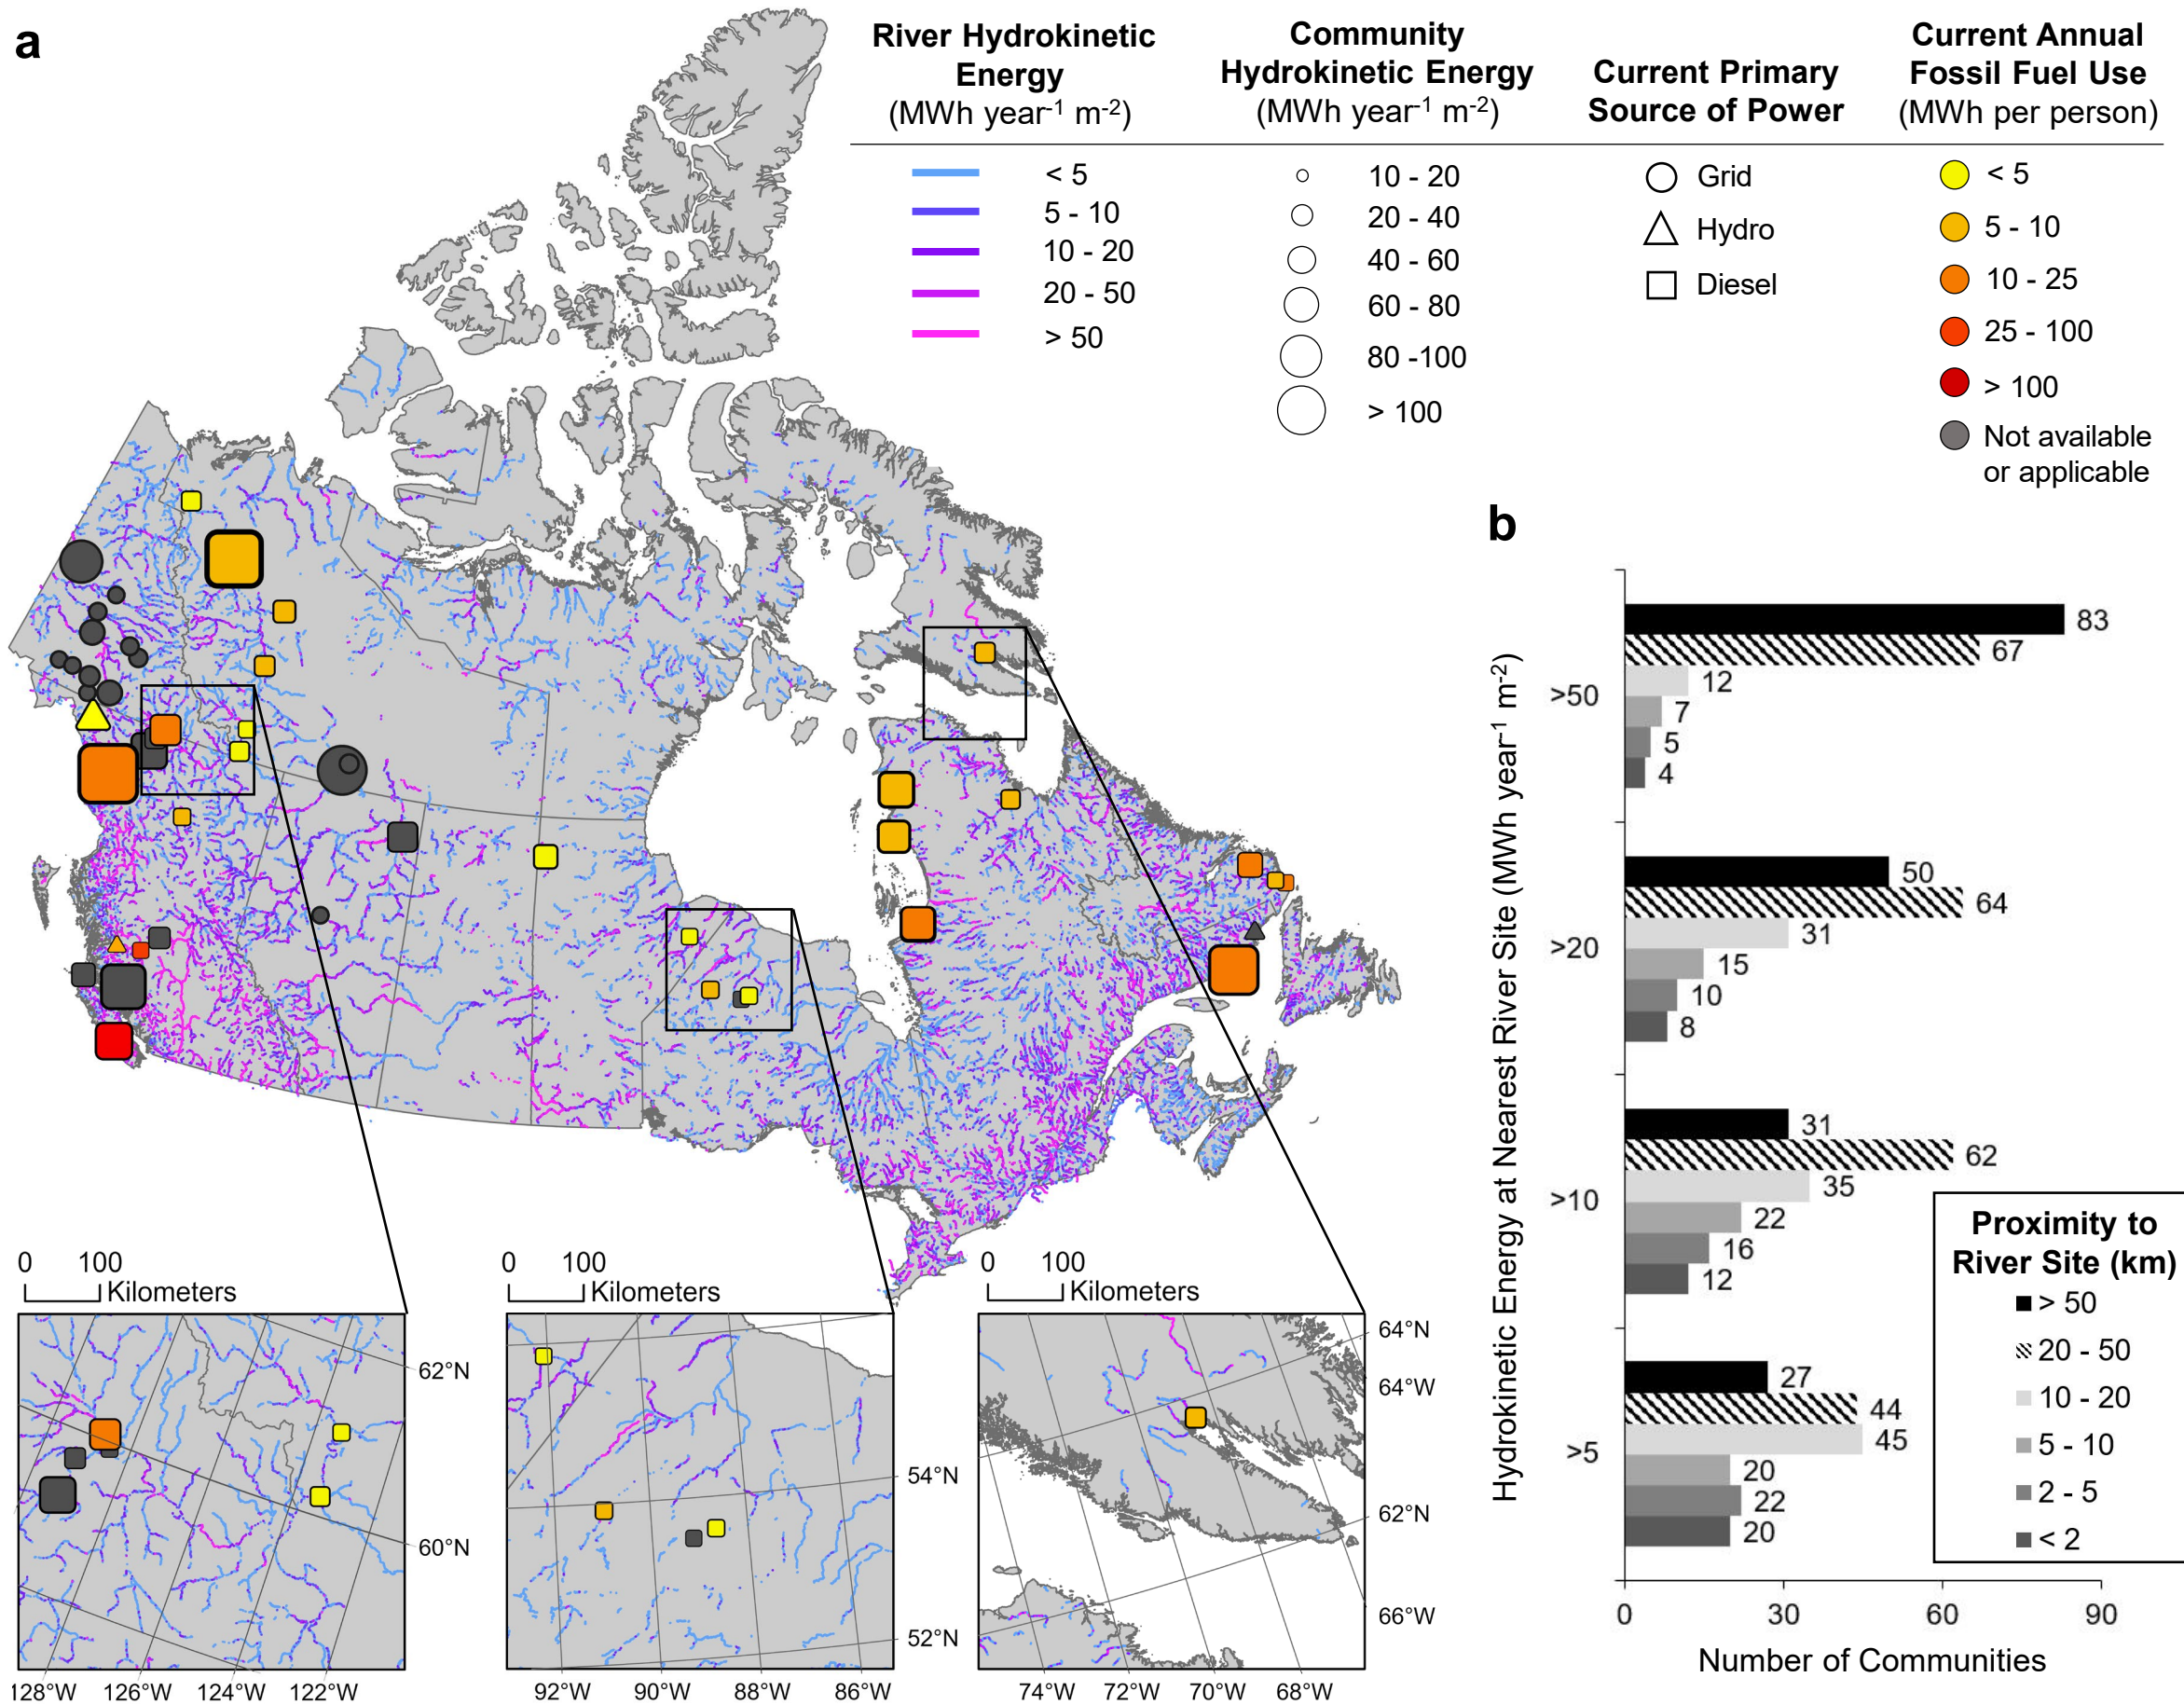 a
River Hydrokinetic
Energy
(MWh year-1 m-2)
< 5
5 - 10
10 - 20
20 - 50
> 50
Community
Hydrokinetic Energy
(MWh year-1 m-2)
10 - 20
20 - 40
40 - 60
60 - 80
80 -100
> 100
Current Primary
Source of Power
Grid
Hydro
Diesel
Current Annual
Fossil Fuel Use
(MWh per person)
< 5
5 - 10
10 - 25
25 - 100
> 100
Not available
or applicable
0 100
Kilometers
62°N
60°N
128°W 126°W 124°W 122°W
0 100
Kilometers
54°N
52°N
92°W 90°W 88°W 86°W
0 100
Kilometers
64°N
64°W
62°N
66°W
74°W 72°W 70°W 68°W
b
Hydrokinetic Energy at Nearest River Site (MWh year-1 m-2)
>50
83
67
12
7
5
4
>20
50
64
31
15
10
8
>10
31
62
35
22
16
12
>5
27
44
45
20
22
20
0 30 60 90
Number of Communities
Proximity to
River Site (km)
> 50
20 - 50
10 - 20
5 - 10
2 - 5
< 2